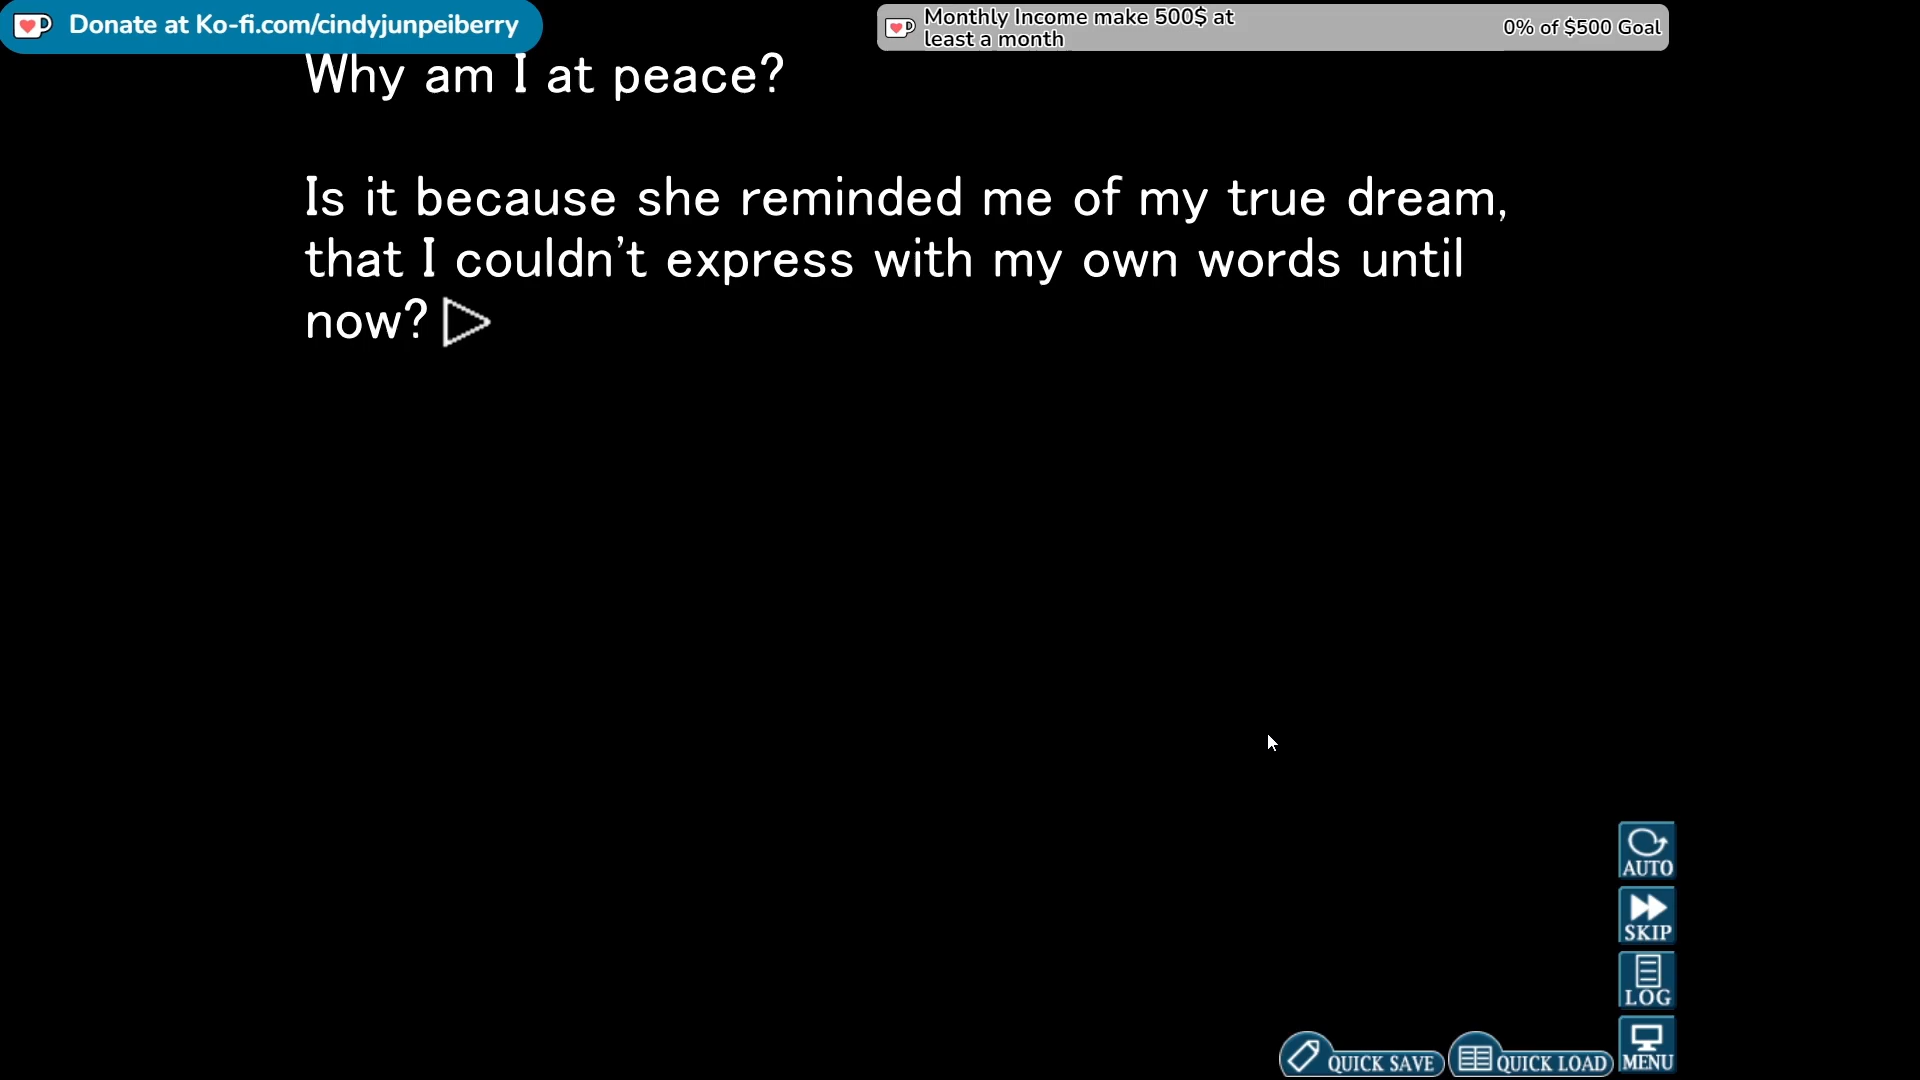 Donate at Ko-fi.com/cindyjunpeiberry
Monthly Income make 500$ at
least a month
0% of $500 Goal
Why am I at peace?
Is it because she reminded me of my true dream,
that I couldn't express with my own words until
now?
AUTO
SKIP
LOG
MENU
QUICK SAVE
QUICK LOAD